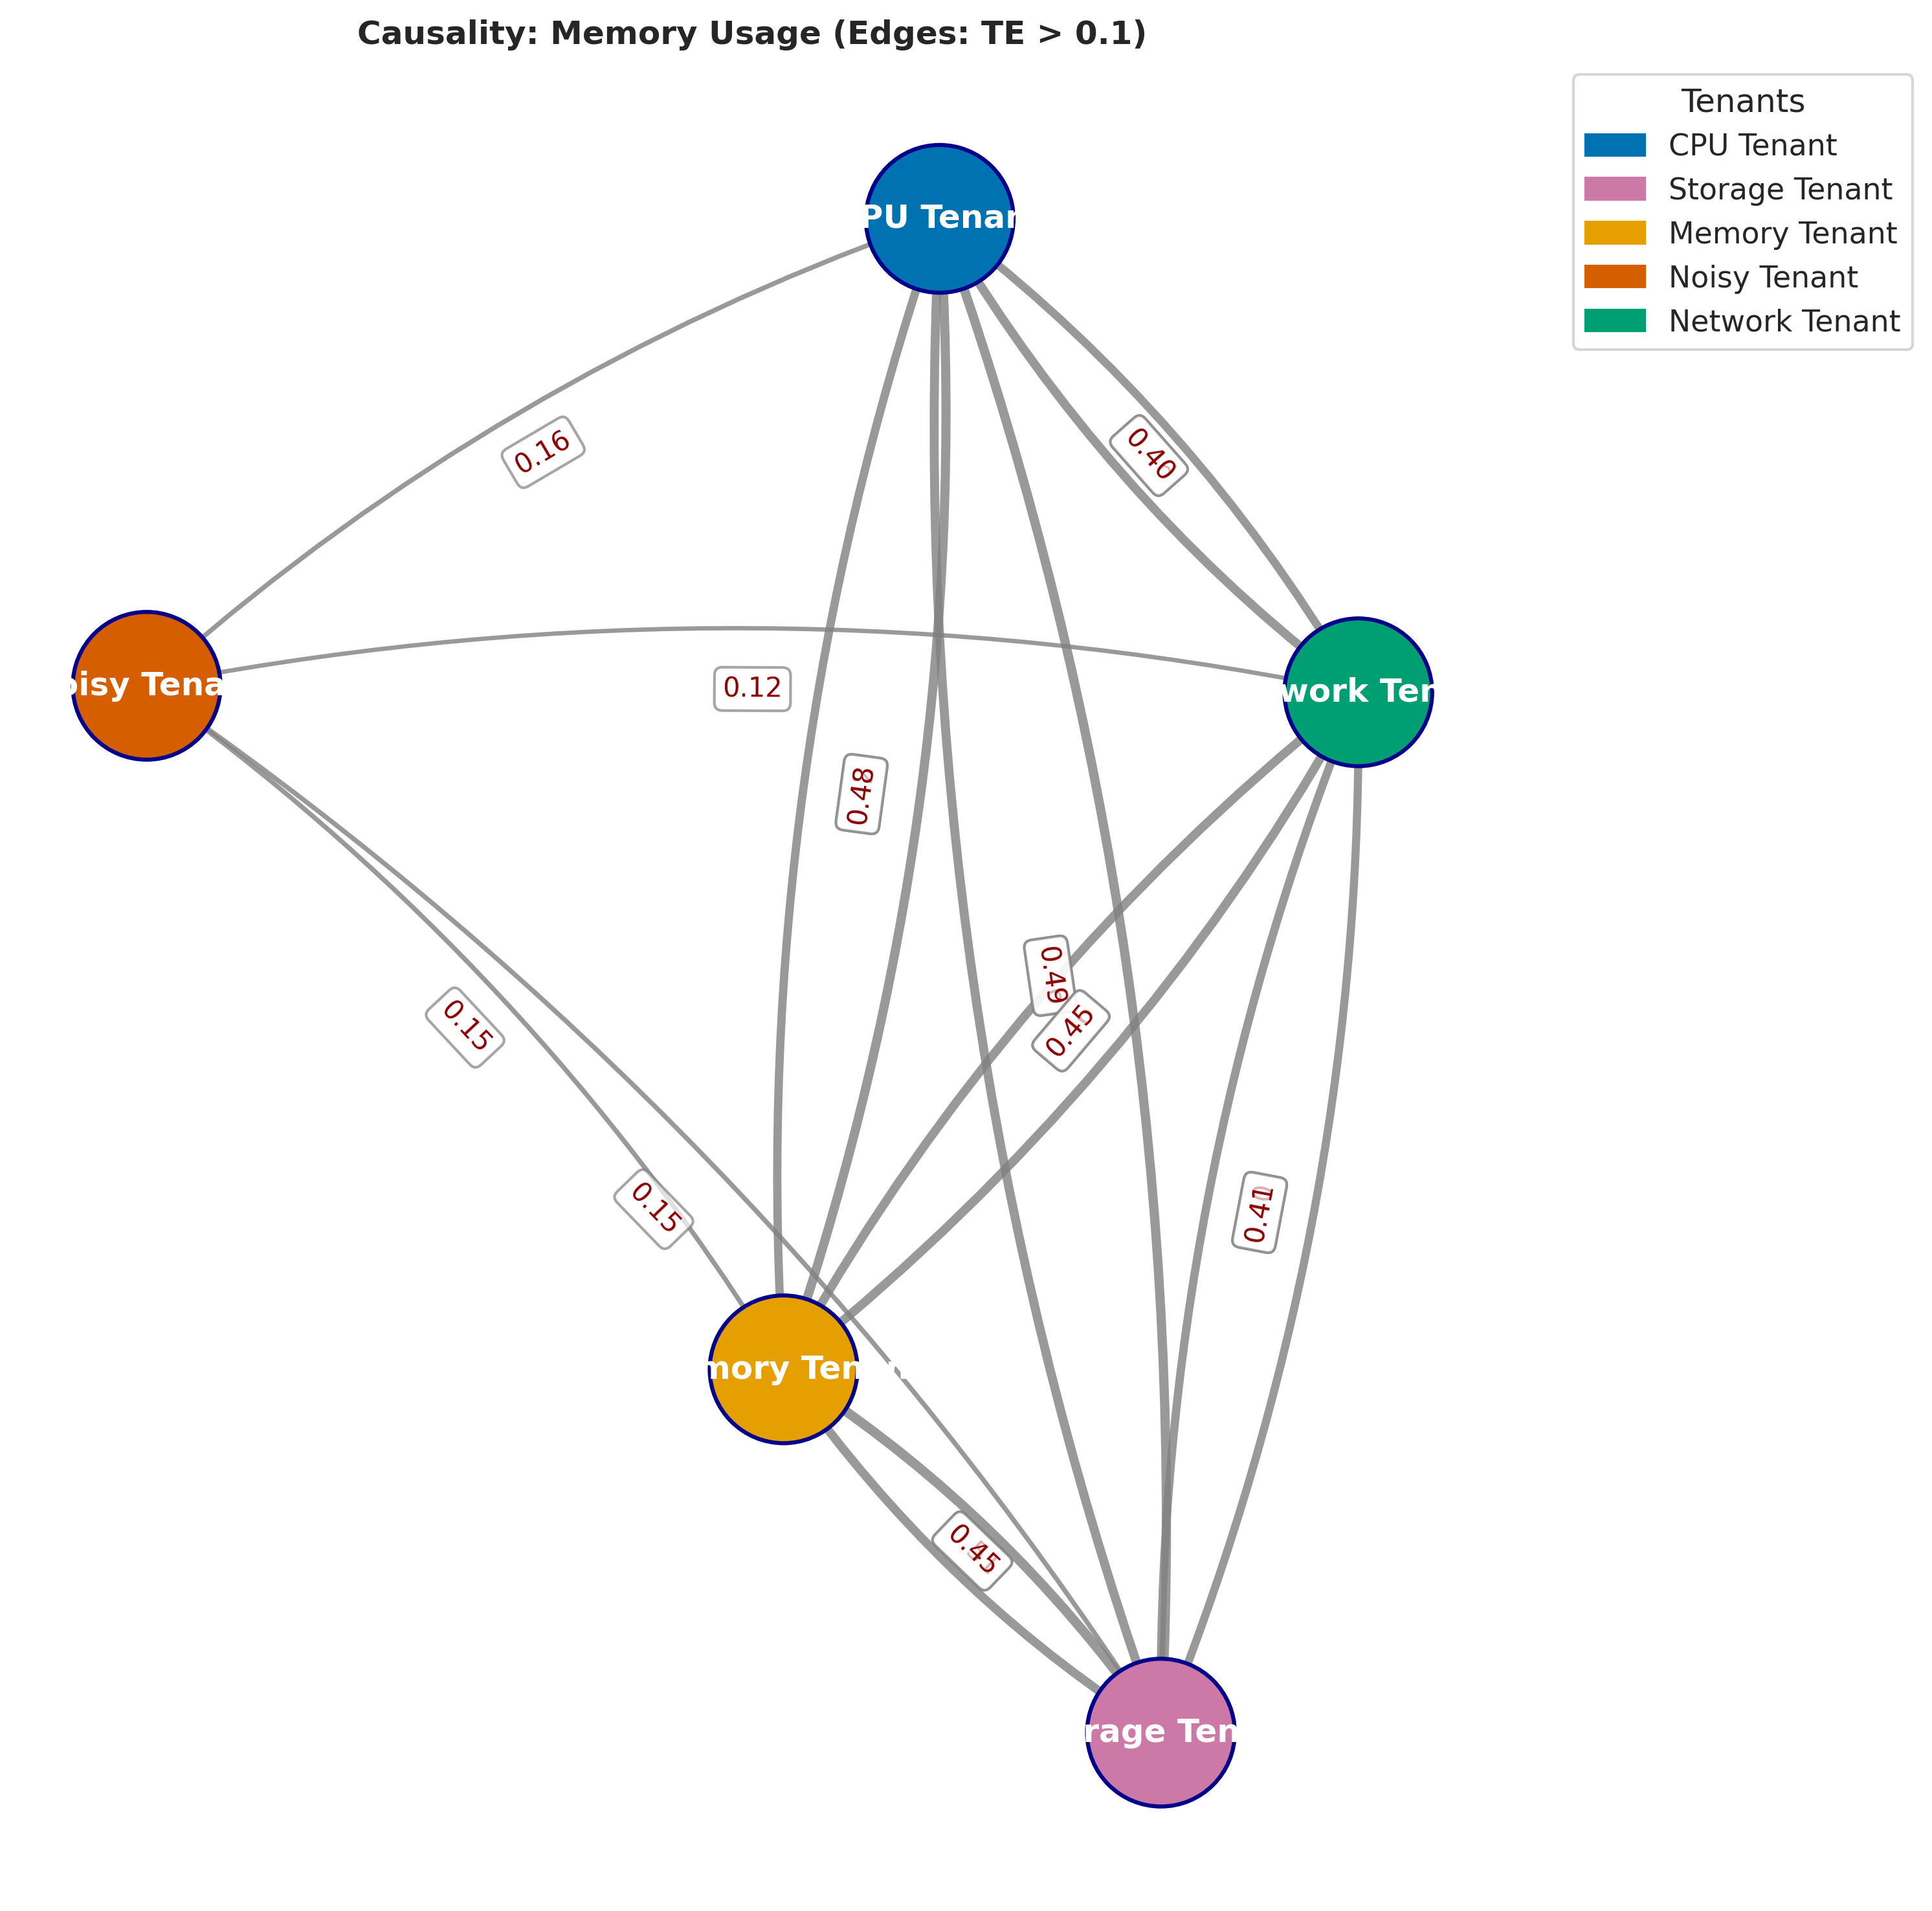 Causality: Memory Usage (Edges: TE > 0.1)
Tenants
CPU Tenant
Storage Tenant
Memory Tenant
Noisy Tenant
Network Tenant
PU Tenan
0.16
0.40
oisy Tena
work Ten
0.12
0.48
0.49
0.45
0.15
0.15
0.41
mory Ten
0.45
rage Ten